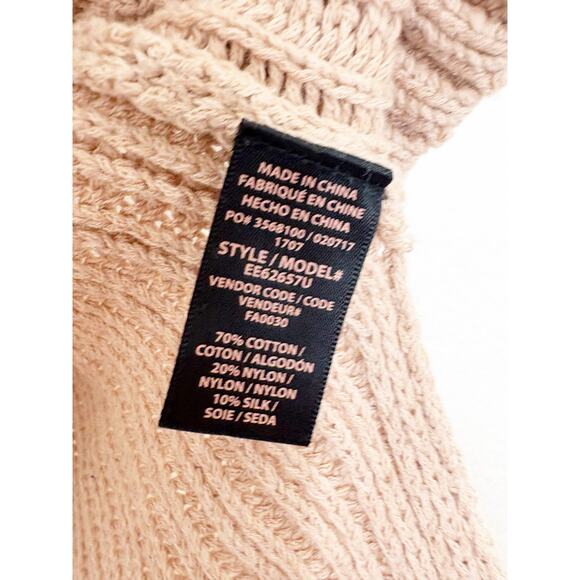 MADE IN CHINA
FABRIQUÉ EN CHINE
HECHO EN CHINA
PO# 3568100 / 020717
1707
STYLE / MODEL#
EE62657U
VENDOR CODE / CODE
VENDEUR#
FA0030
70% COTTON /
COTON / ALGODÓN
20% NYLON /
NYLON / NYLON
10% SILK /
SOIE / SEDA